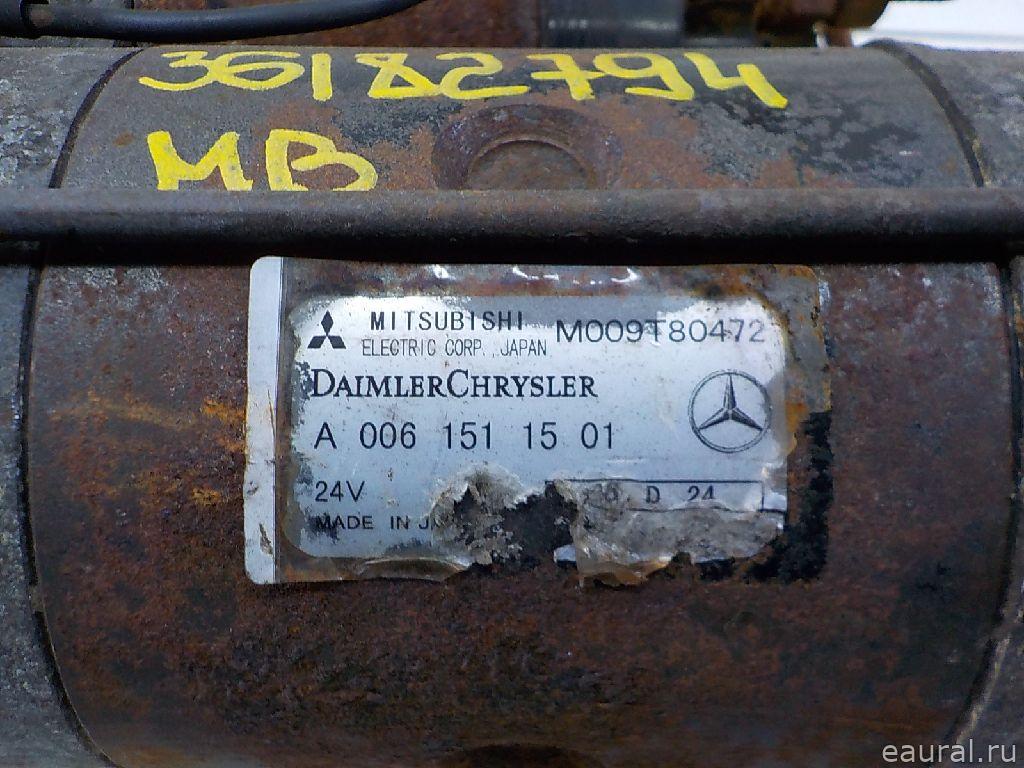 36182794
MB
MITSUBISHI M009T80472
ELECTRIC CORP., JAPAN
DAIMLERCHRYSLER
A 006 151 15 01
24V D 24
MADE IN
eaural.ru